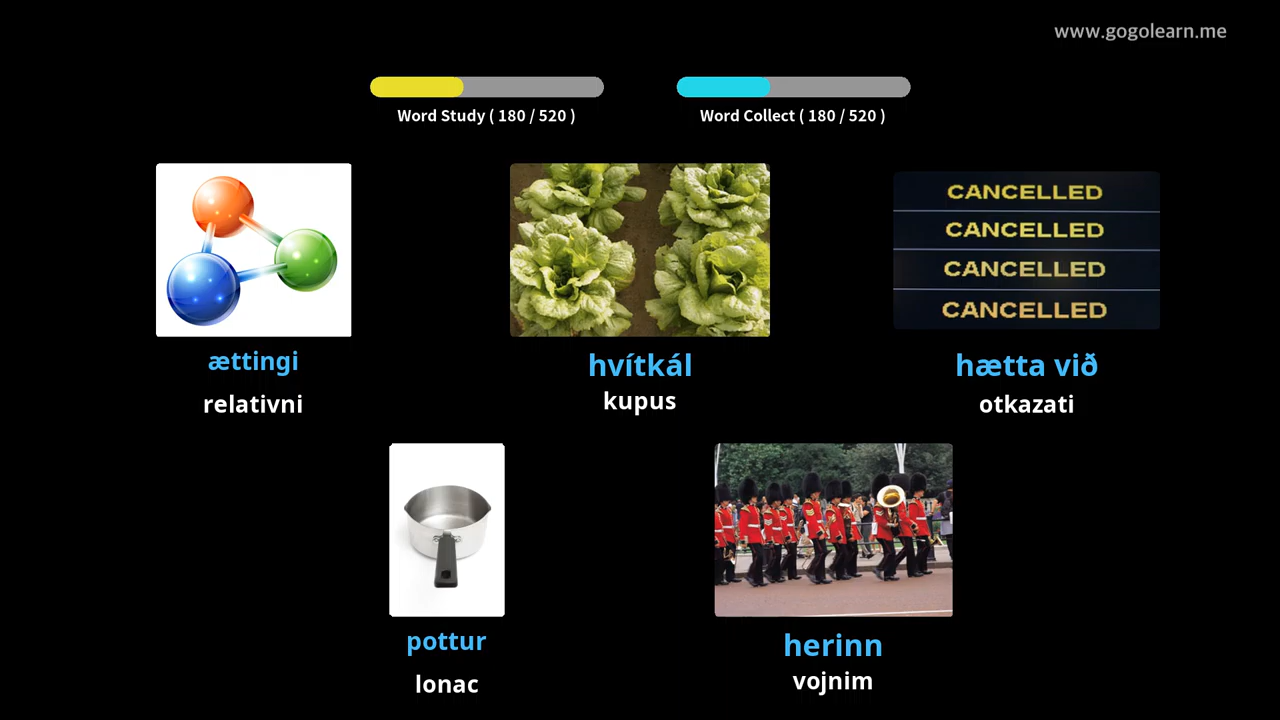 www.gogolearn.me
Word Study ( 180 / 520 )
Word Collect ( 180 / 520 )
CANCELLED
CANCELLED
CANCELLED
CANCELLED
ættingi
hvítkál
hætta við
relativni
kupus
otkazati
pottur
herinn
lonac
vojnim